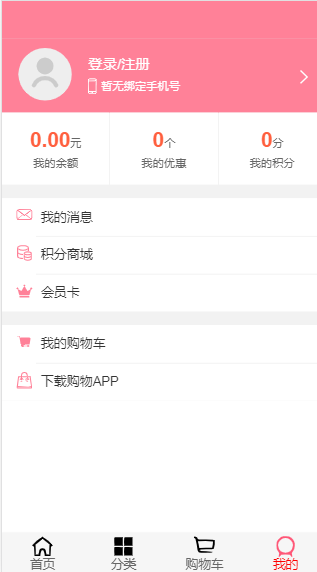 登录/注册
暂无绑定手机号
0.00元 0个 0分
我的余额 我的优惠 我的积分
我的消息
积分商城
会员卡
我的购物车
下载购物APP
首页 分类 购物车 我的